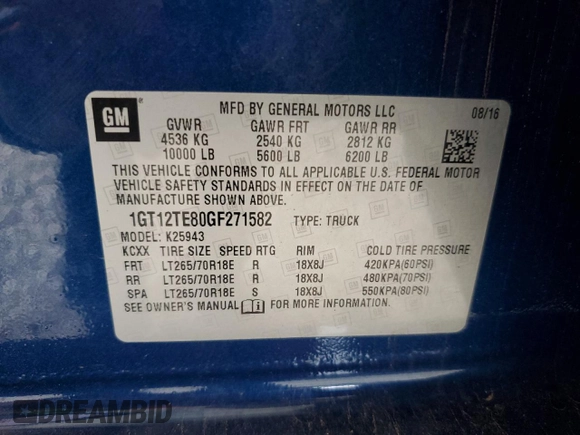 GM
MFD BY GENERAL MOTORS LLC 08/16
GVWR GAWR FRT GAWR RR
4536 KG 2540 KG 2812 KG
10000 LB 5600 LB 6200 LB
THIS VEHICLE CONFORMS TO ALL APPLICABLE U.S. FEDERAL MOTOR
VEHICLE SAFETY STANDARDS IN EFFECT ON THE DATE OF
MANUFACTURE SHOWN ABOVE.
1GT12TE80GF271582 TYPE: TRUCK
MODEL: K25943
KCXX TIRE SIZE SPEED RTG RIM COLD TIRE PRESSURE
FRT LT265/70R18E R 18X8J 420KPA(60PSI)
RR LT265/70R18E R 18X8J 480KPA(70PSI)
SPA LT265/70R18E S 18X8J 550KPA(80PSI)
SEE OWNER'S MANUAL FOR MORE INFORMATION.
DREAMBID